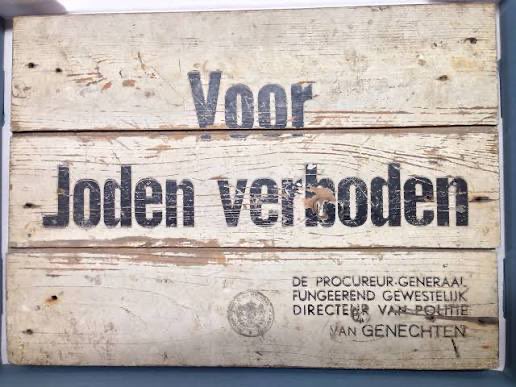 Voor
Joden verboden
DE PROCUREUR-GENERAAL
FUNGEEREND GEWESTELIJK
DIRECTEUR VAN POLITIE
VAN GENECHTEN